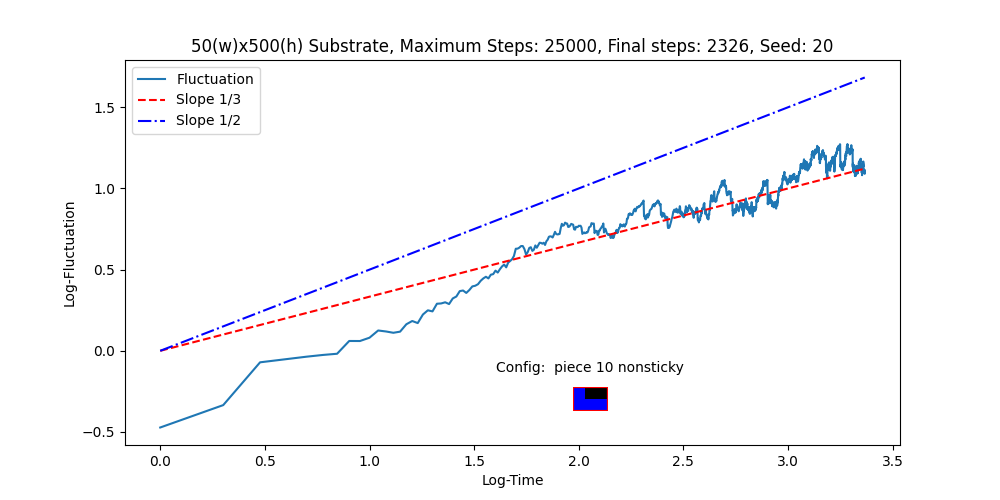 50(w)x500(h) Substrate, Maximum Steps: 25000, Final steps: 2326, Seed: 20
Fluctuation
Slope 1/3
Slope 1/2
1.5
1.0
0.5
0.0
−0.5
Log-Fluctuation
Config:  piece 10 nonsticky
0.0 0.5 1.0 1.5 2.0 2.5 3.0 3.5
Log-Time